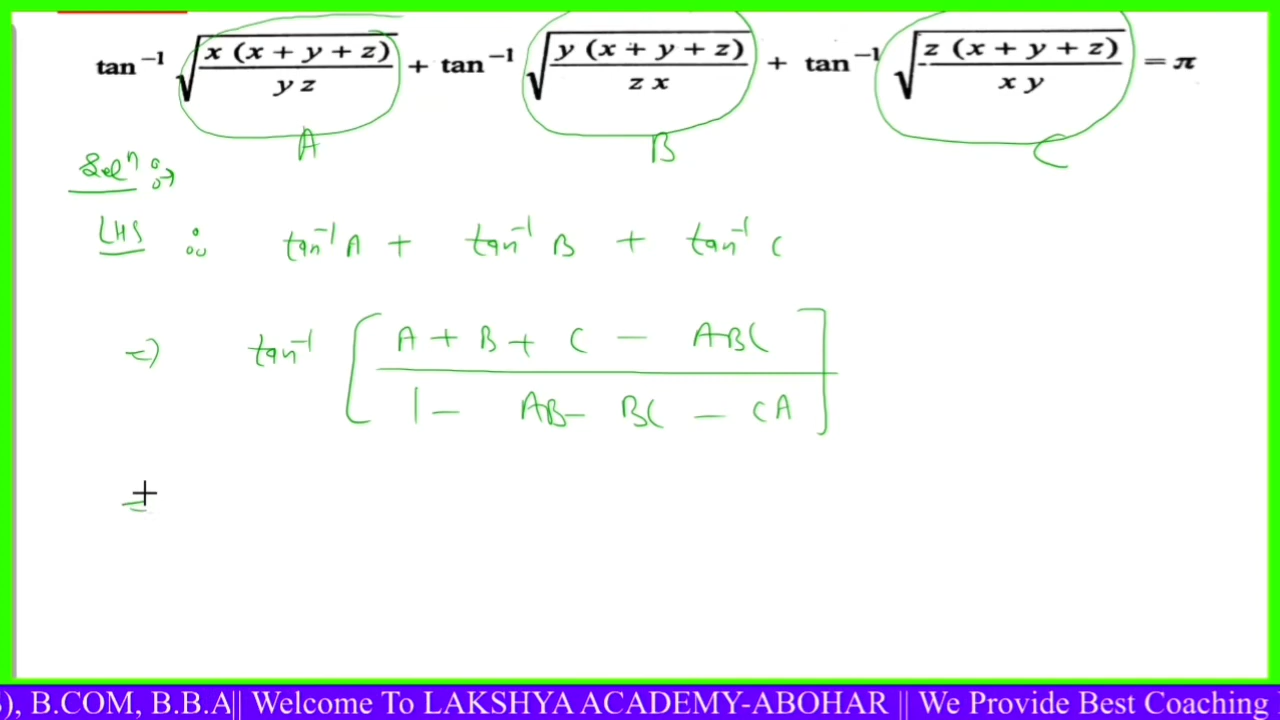 tan⁻¹ √(x (x + y + z) / y z) + tan⁻¹ √(y (x + y + z) / z x) + tan⁻¹ √(z (x + y + z) / x y) = π
A B C
Solⁿ :→
LHS :: tan⁻¹ A + tan⁻¹ B + tan⁻¹ C
=) tan⁻¹ [ A + B + C − ABC / 1 − AB − BC − CA ]
=
), B.COM, B.B.A|| Welcome To LAKSHYA ACADEMY-ABOHAR || We Provide Best Coaching